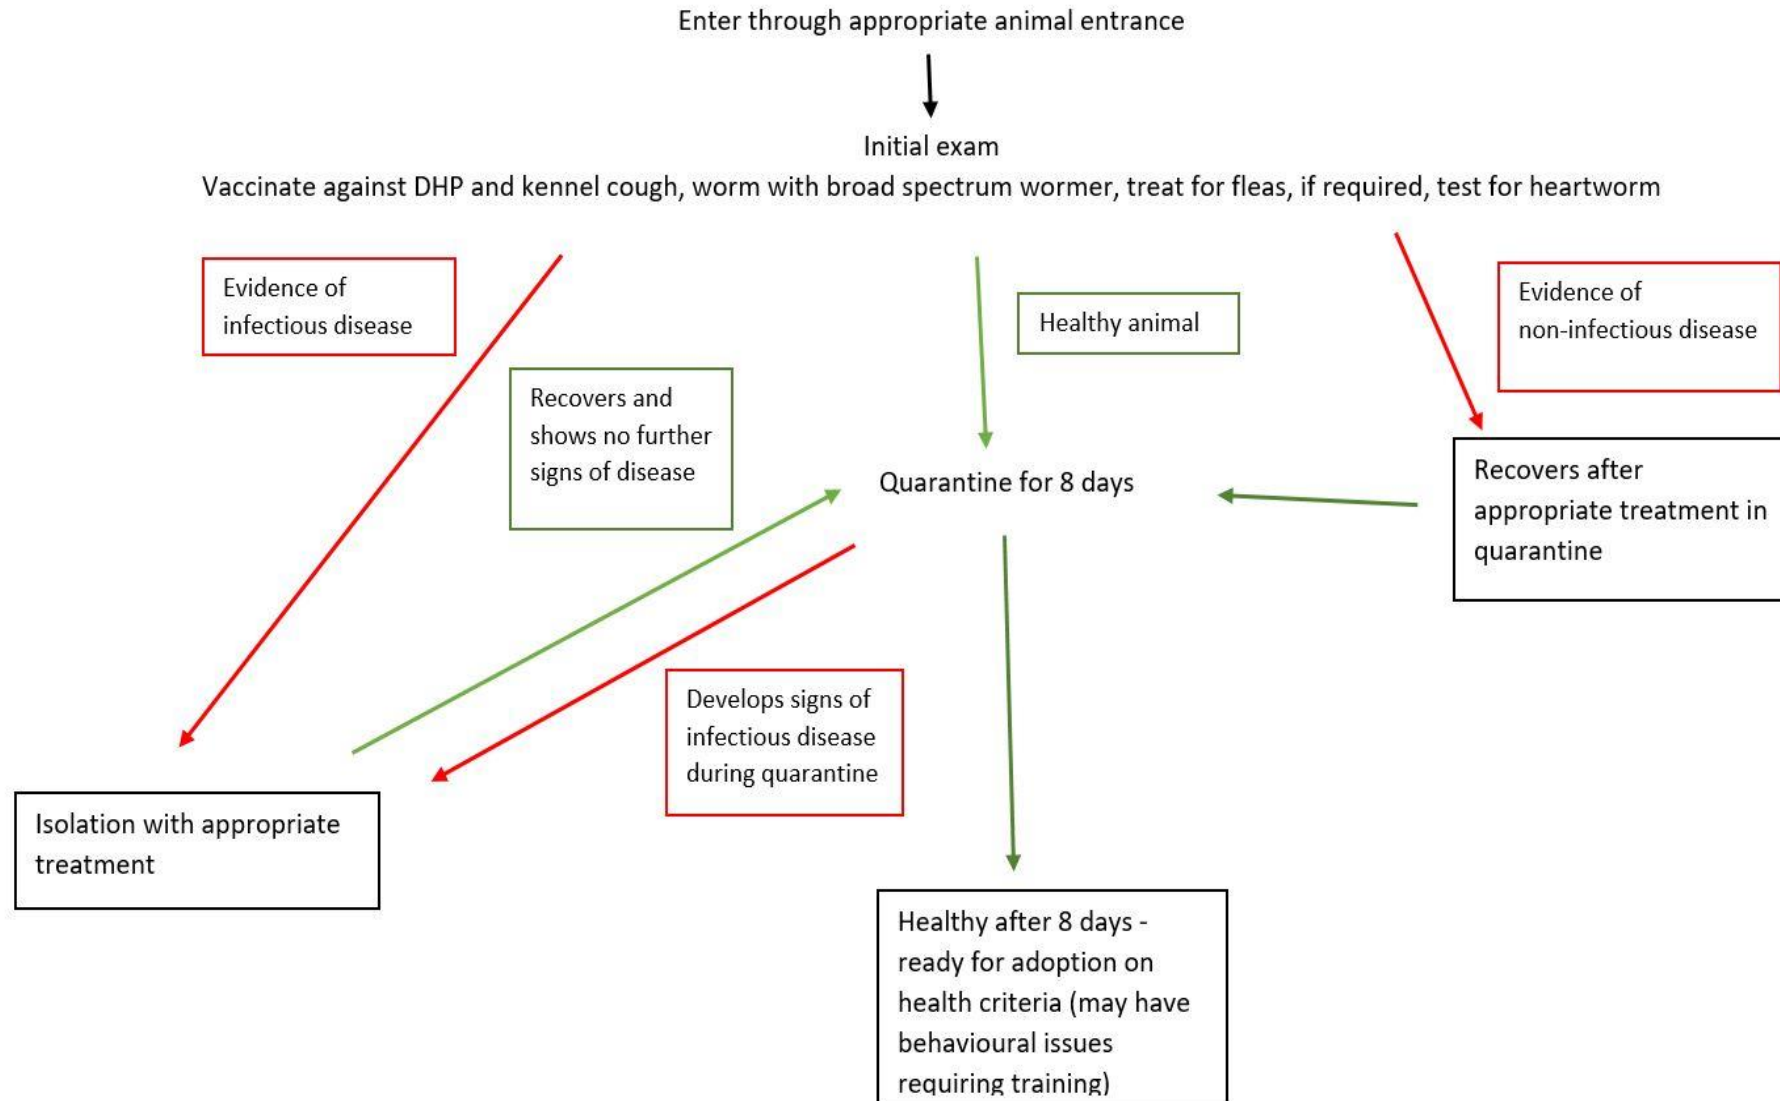 Enter through appropriate animal entrance
Initial exam
Vaccinate against DHP and kennel cough, worm with broad spectrum wormer, treat for fleas, if required, test for heartworm
Evidence of
infectious disease
Healthy animal
Evidence of
non-infectious disease
Recovers and
shows no further
signs of disease
Quarantine for 8 days
Recovers after
appropriate treatment in
quarantine
Develops signs of
infectious disease
during quarantine
Isolation with appropriate
treatment
Healthy after 8 days -
ready for adoption on
health criteria (may have
behavioural issues
requiring training)